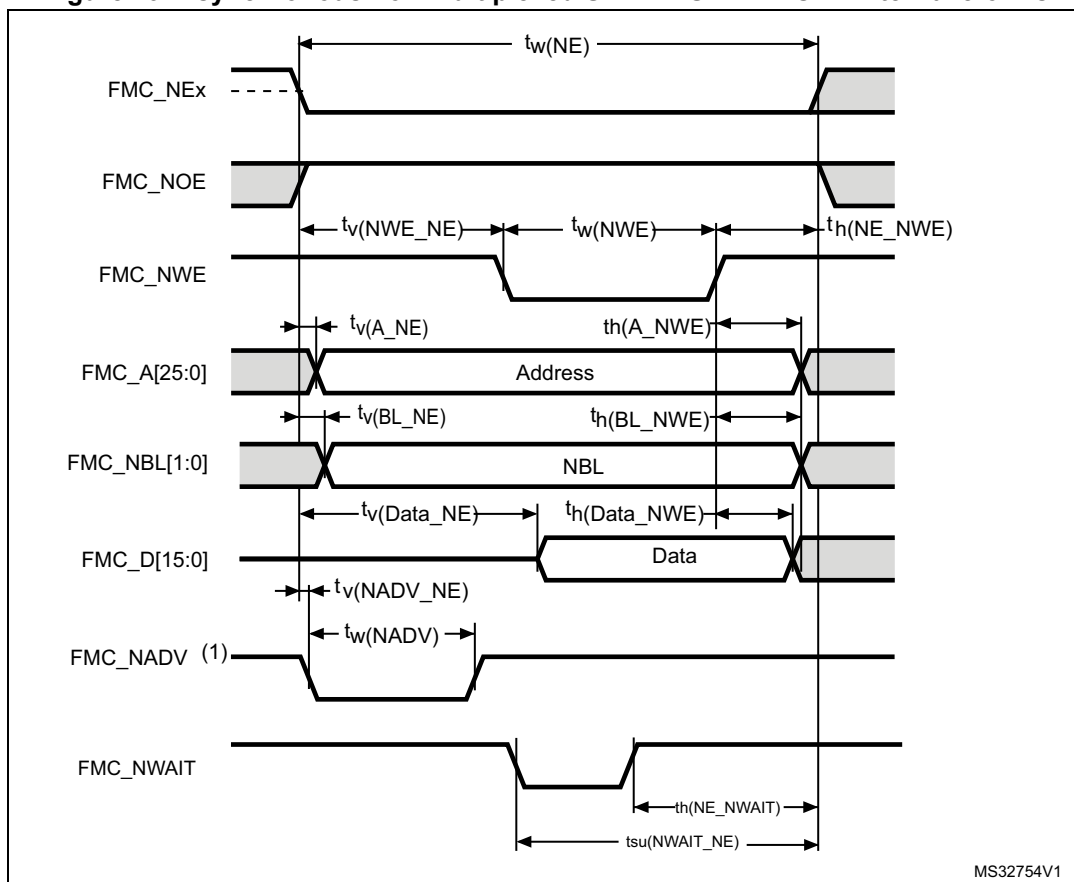 tw(NE)
FMC_NEx
FMC_NOE
tv(NWE_NE)
tw(NWE)
th(NE_NWE)
FMC_NWE
tv(A_NE)
th(A_NWE)
FMC_A[25:0]
Address
tv(BL_NE)
th(BL_NWE)
FMC_NBL[1:0]
NBL
tv(Data_NE)
th(Data_NWE)
FMC_D[15:0]
Data
tv(NADV_NE)
tw(NADV)
FMC_NADV (1)
FMC_NWAIT
th(NE_NWAIT)
tsu(NWAIT_NE)
MS32754V1